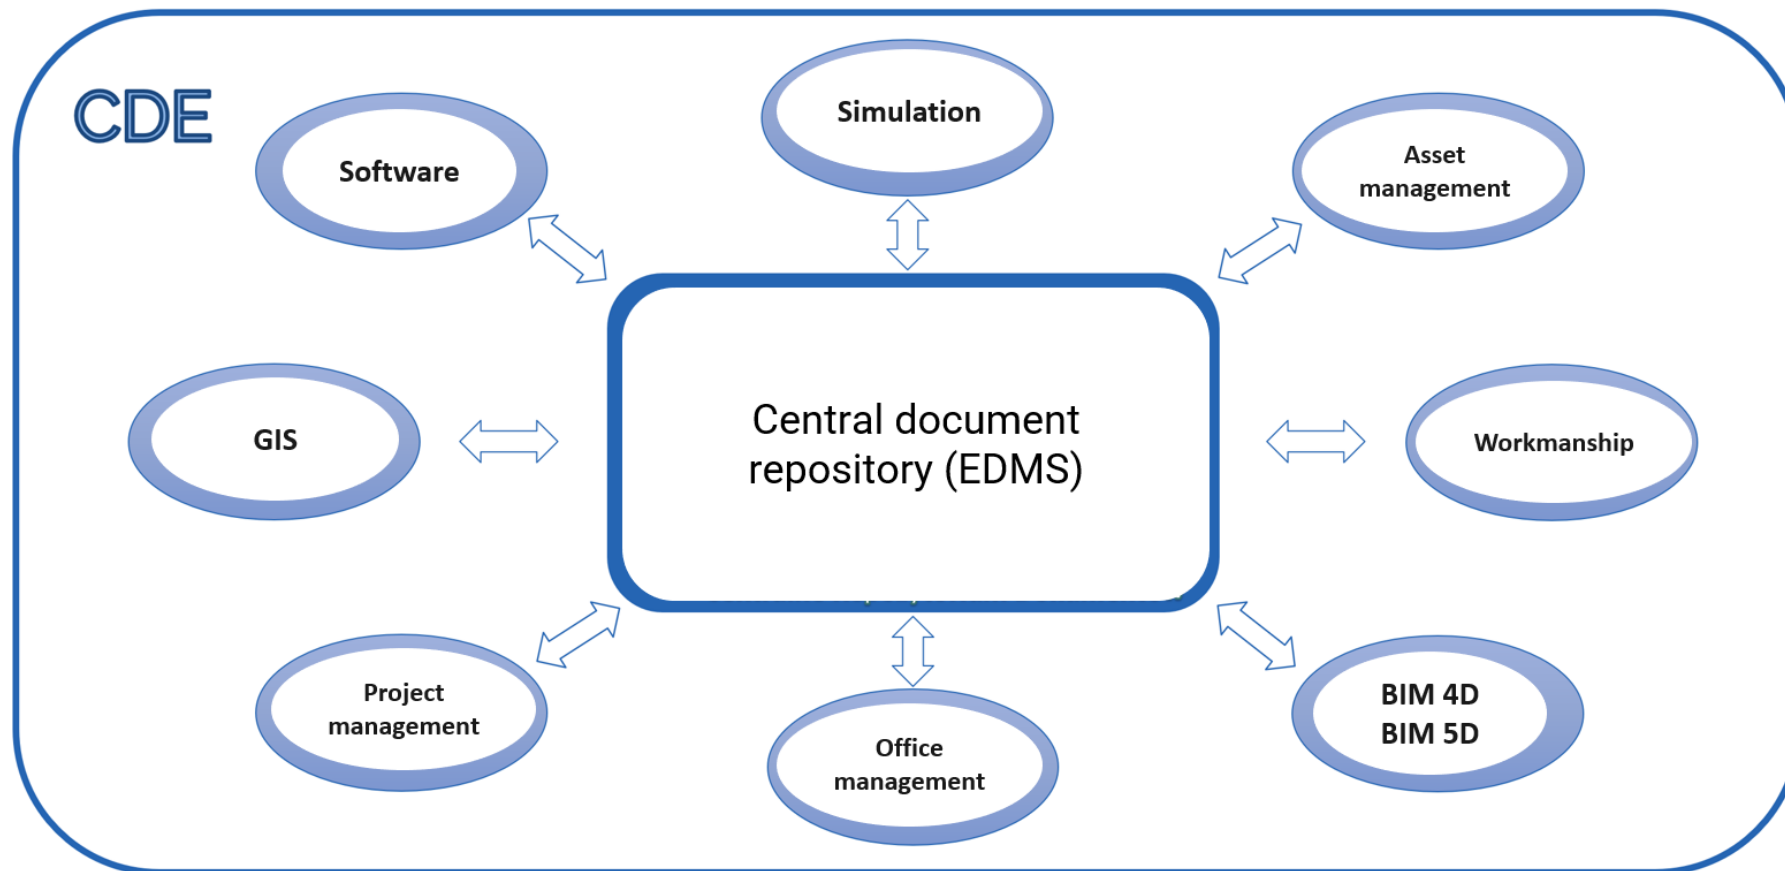 CDE
Software
Simulation
Asset
management
GIS
Central document
repository (EDMS)
Workmanship
Project
management
Office
management
BIM 4D
BIM 5D